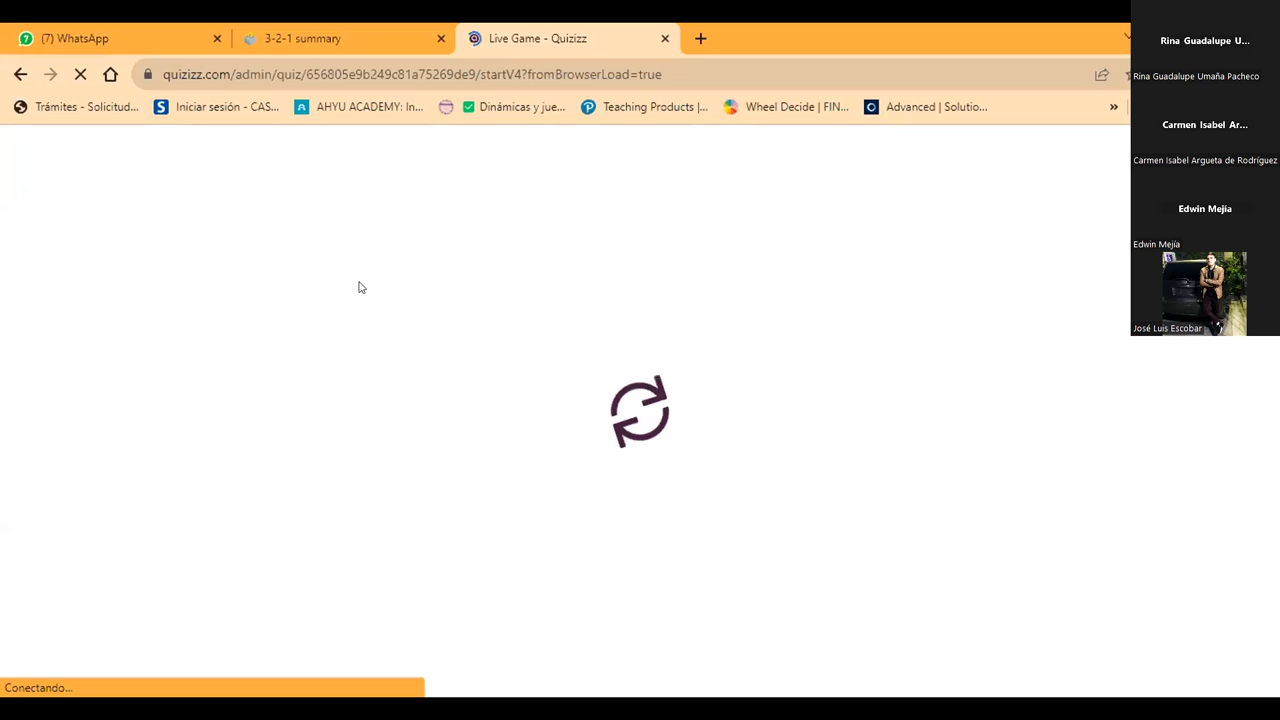 (7) WhatsApp
3-2-1 summary
Live Game - Quizizz
quizizz.com/admin/quiz/656805e9b249c81a75269de9/startV4?fromBrowserLoad=true
Trámites - Solicitud...
Iniciar sesión - CAS...
AHYU ACADEMY: In...
Dinámicas y jue...
Teaching Products |...
Wheel Decide | FIN...
Advanced | Solutio...
»
Rina Guadalupe U...
Rina Guadalupe Umaña Pacheco
Carmen Isabel Ar...
Carmen Isabel Argueta de Rodríguez
Edwin Mejía
Edwin Mejía
José Luis Escobar
Conectando...